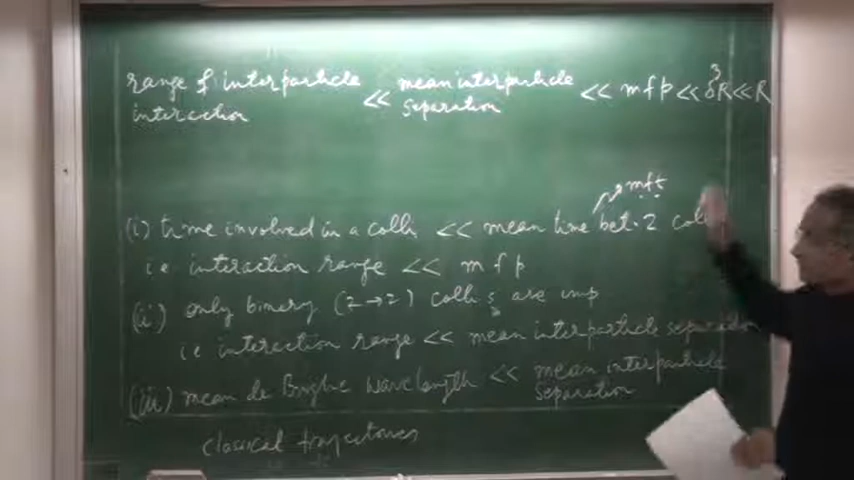 range of interparticle interaction << mean interparticle separation << mfp << δ³R << R
mft
(i) time involved in a colli. << mean time bet. 2 coll
i.e interaction range << mfp
(ii) only binary (2→2) collis are imp
i.e interaction range << mean interparticle separation
(iii) mean de Broglie wavelength << mean interparticle separation
classical trajectories